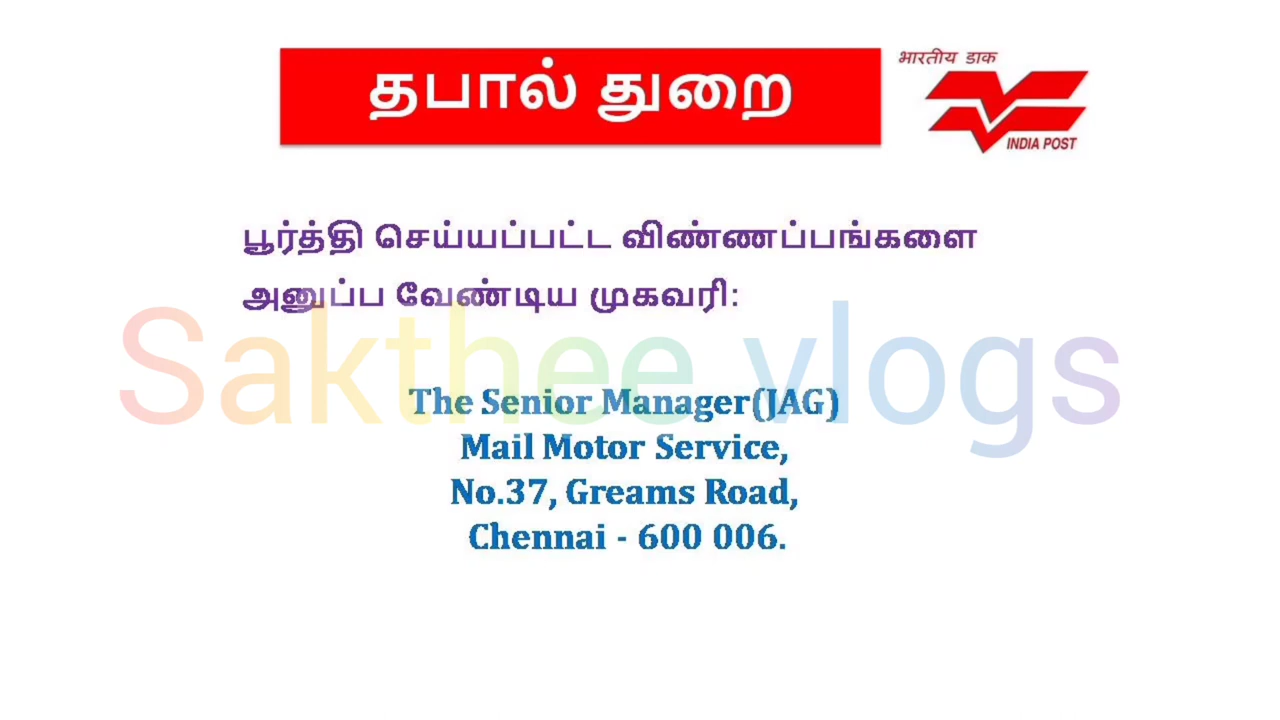 தபால் துறை
भारतीय डाक
INDIA POST
பூர்த்தி செய்யப்பட்ட விண்ணப்பங்களை
அனுப்ப வேண்டிய முகவரி:
Sakthee vlogs
The Senior Manager(JAG)
Mail Motor Service,
No.37, Greams Road,
Chennai - 600 006.